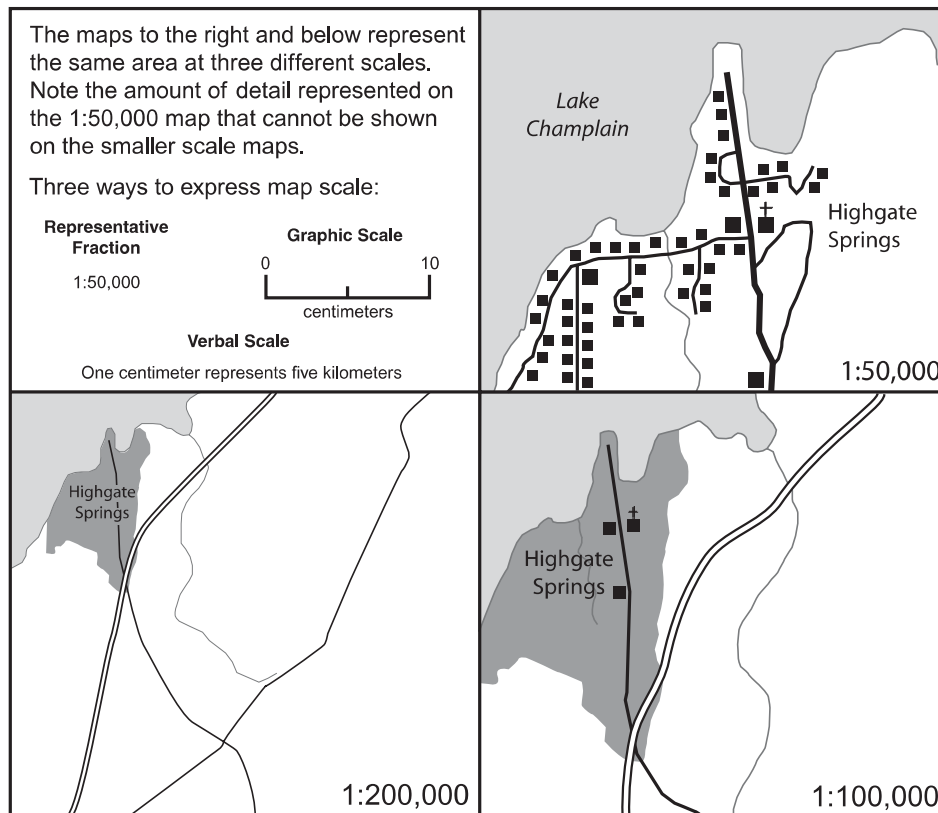 The maps to the right and below represent
the same area at three different scales.
Note the amount of detail represented on
the 1:50,000 map that cannot be shown
on the smaller scale maps.
Three ways to express map scale:
Representative
Fraction
1:50,000
Graphic Scale
0 10
centimeters
Verbal Scale
One centimeter represents five kilometers
Lake
Champlain
Highgate
Springs
1:50,000
Highgate
Springs
1:200,000
Highgate
Springs
1:100,000